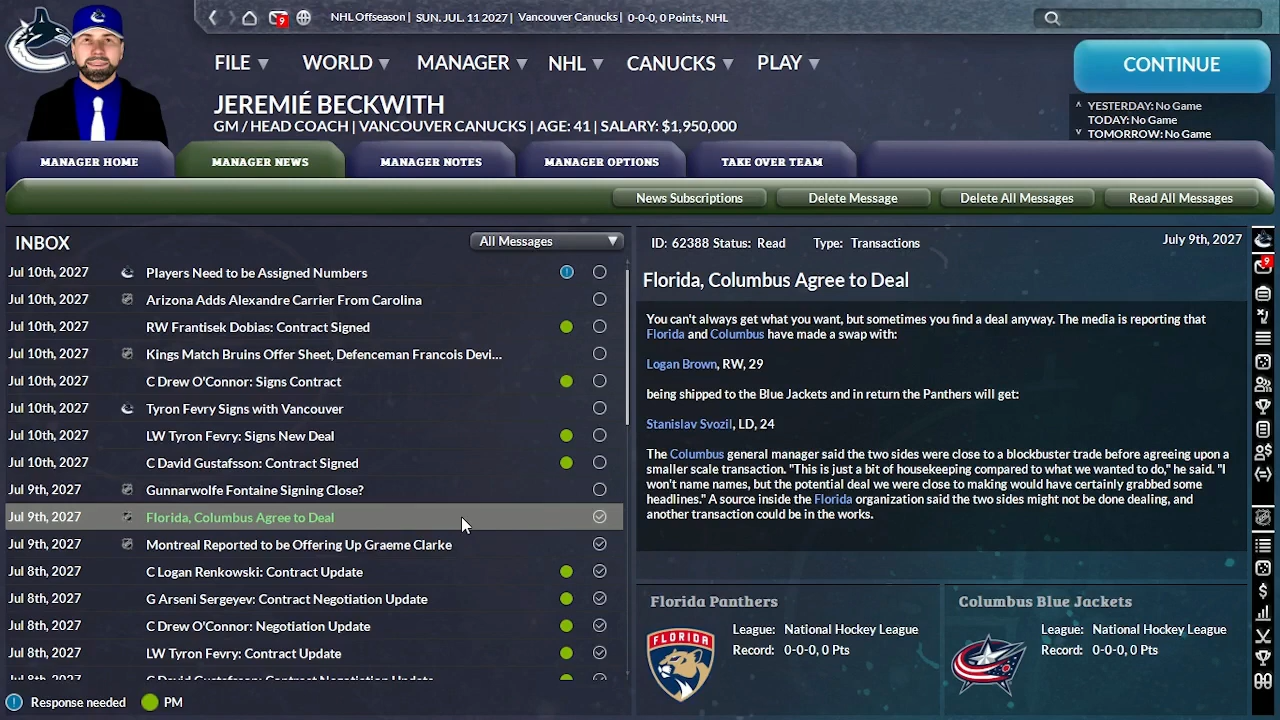 NHL Offseason | SUN. JUL. 11 2027 | Vancouver Canucks | 0-0-0, 0 Points, NHL
9
FILE WORLD MANAGER NHL CANUCKS PLAY
CONTINUE
JEREMIÉ BECKWITH
GM / HEAD COACH | VANCOUVER CANUCKS | AGE: 41 | SALARY: $1,950,000
YESTERDAY: No Game
TODAY: No Game
TOMORROW: No Game
MANAGER HOME MANAGER NEWS MANAGER NOTES MANAGER OPTIONS TAKE OVER TEAM
News Subscriptions Delete Message Delete All Messages Read All Messages
INBOX
All Messages
Jul 10th, 2027 Players Need to be Assigned Numbers
Jul 10th, 2027 Arizona Adds Alexandre Carrier From Carolina
Jul 10th, 2027 RW Frantisek Dobias: Contract Signed
Jul 10th, 2027 Kings Match Bruins Offer Sheet, Defenceman Francois Devi...
Jul 10th, 2027 C Drew O'Connor: Signs Contract
Jul 10th, 2027 Tyron Fevry Signs with Vancouver
Jul 10th, 2027 LW Tyron Fevry: Signs New Deal
Jul 10th, 2027 C David Gustafsson: Contract Signed
Jul 9th, 2027 Gunnarwolfe Fontaine Signing Close?
Jul 9th, 2027 Florida, Columbus Agree to Deal
Jul 9th, 2027 Montreal Reported to be Offering Up Graeme Clarke
Jul 8th, 2027 C Logan Renkowski: Contract Update
Jul 8th, 2027 G Arseni Sergeyev: Contract Negotiation Update
Jul 8th, 2027 C Drew O'Connor: Negotiation Update
Jul 8th, 2027 LW Tyron Fevry: Contract Update
Jul 8th, 2027 C David Gustafsson: Contract Negotiation Update
Response needed PM
ID: 62388 Status: Read Type: Transactions July 9th, 2027
Florida, Columbus Agree to Deal
You can't always get what you want, but sometimes you find a deal anyway. The media is reporting that
Florida and Columbus have made a swap with:
Logan Brown, RW, 29
being shipped to the Blue Jackets and in return the Panthers will get:
Stanislav Svozil, LD, 24
The Columbus general manager said the two sides were close to a blockbuster trade before agreeing upon a
smaller scale transaction. "This is just a bit of housekeeping compared to what we wanted to do," he said. "I
won't name names, but the potential deal we were close to making would have certainly grabbed some
headlines." A source inside the Florida organization said the two sides might not be done dealing, and
another transaction could be in the works.
Florida Panthers
League: National Hockey League
Record: 0-0-0, 0 Pts
FLORIDA
Columbus Blue Jackets
League: National Hockey League
Record: 0-0-0, 0 Pts
9